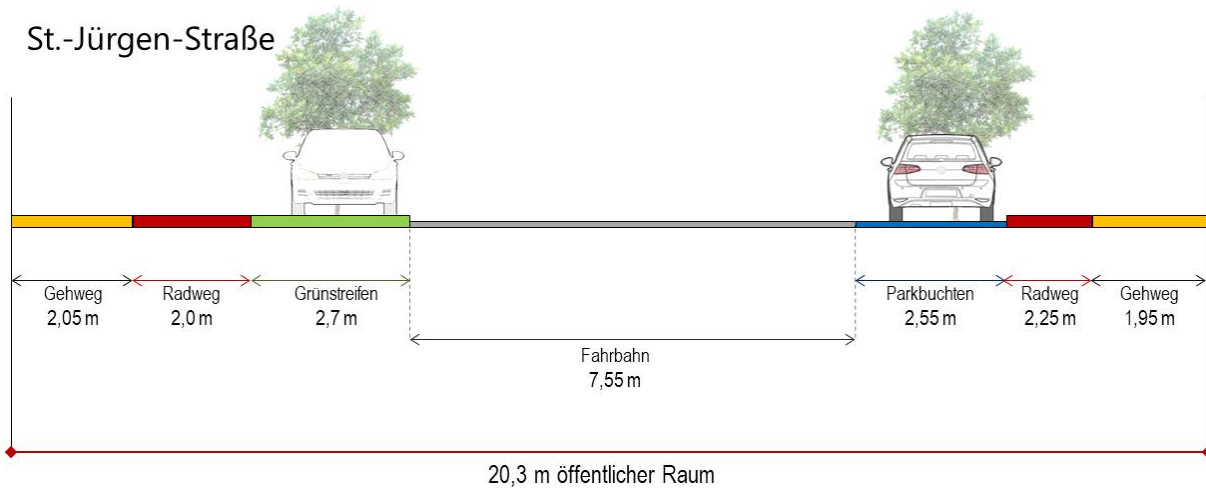 St.-Jürgen-Straße
Gehweg
2,05 m
Radweg
2,0 m
Grünstreifen
2,7 m
Fahrbahn
7,55 m
Parkbuchten
2,55 m
Radweg
2,25 m
Gehweg
1,95 m
20,3 m öffentlicher Raum